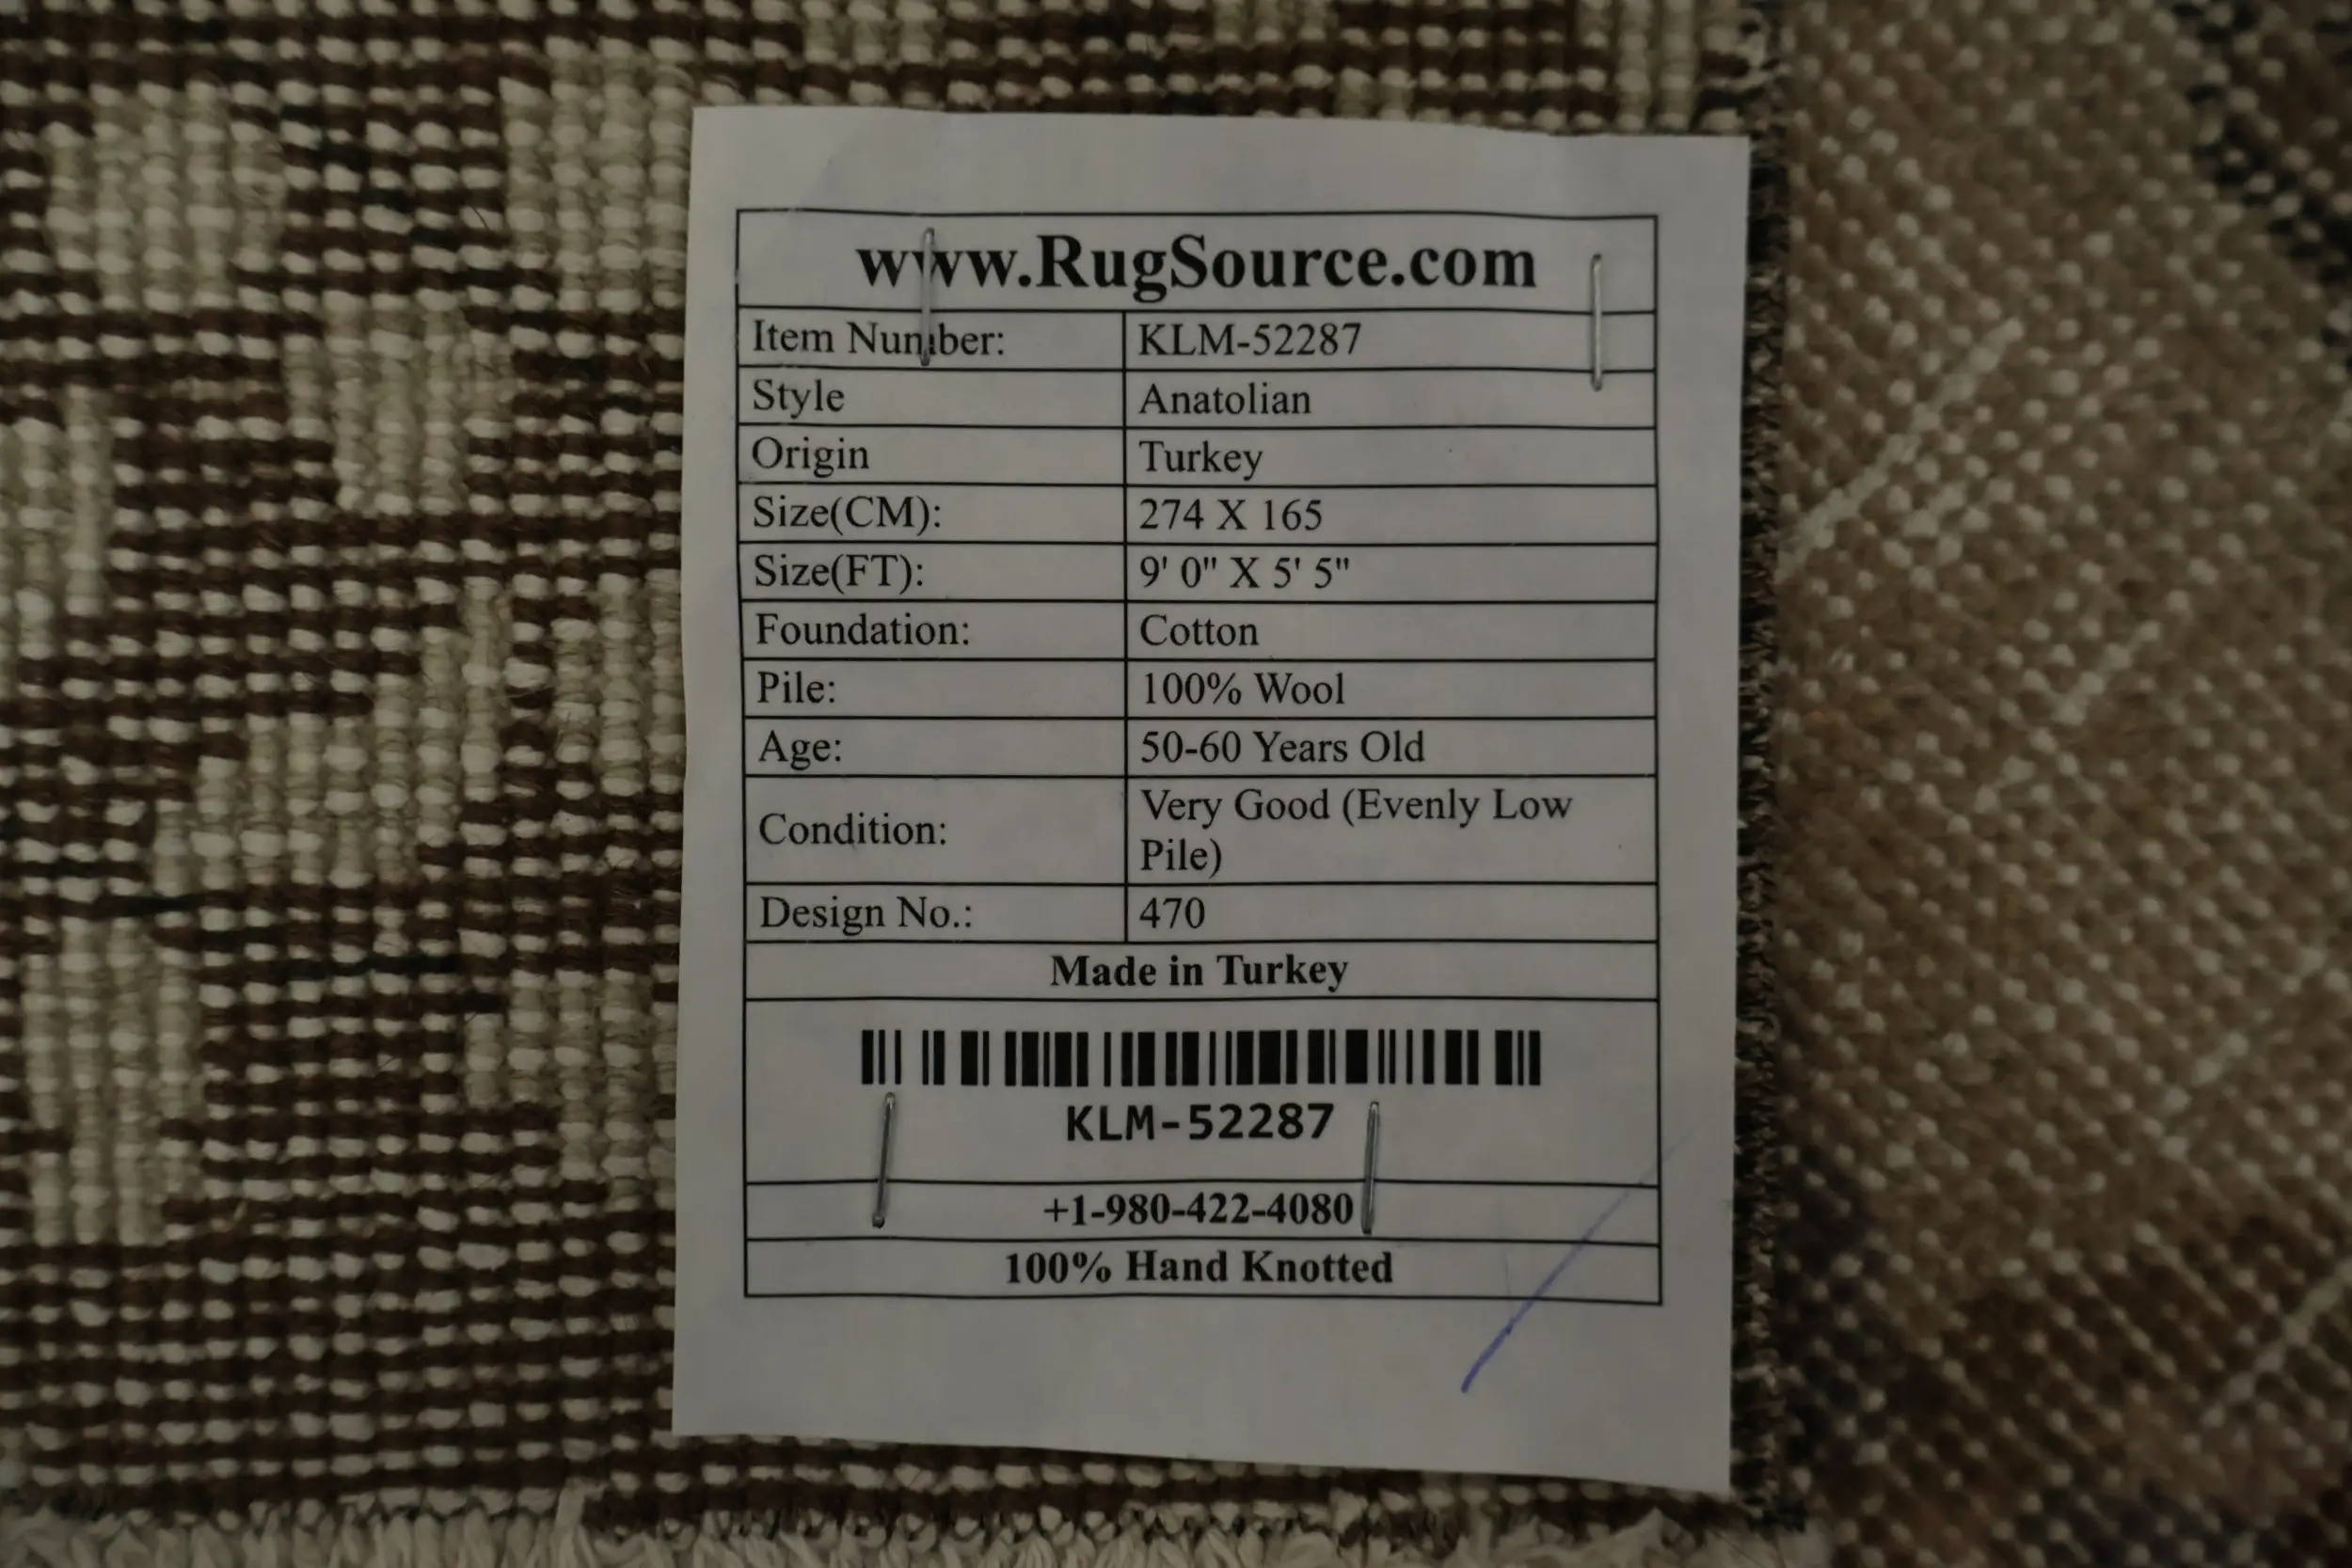 www.RugSource.com
Item Number: KLM-52287
Style Anatolian
Origin Turkey
Size(CM): 274 X 165
Size(FT): 9' 0" X 5' 5"
Foundation: Cotton
Pile: 100% Wool
Age: 50-60 Years Old
Condition: Very Good (Evenly Low
Pile)
Design No.: 470
Made in Turkey
KLM-52287
+1-980-422-4080
100% Hand Knotted